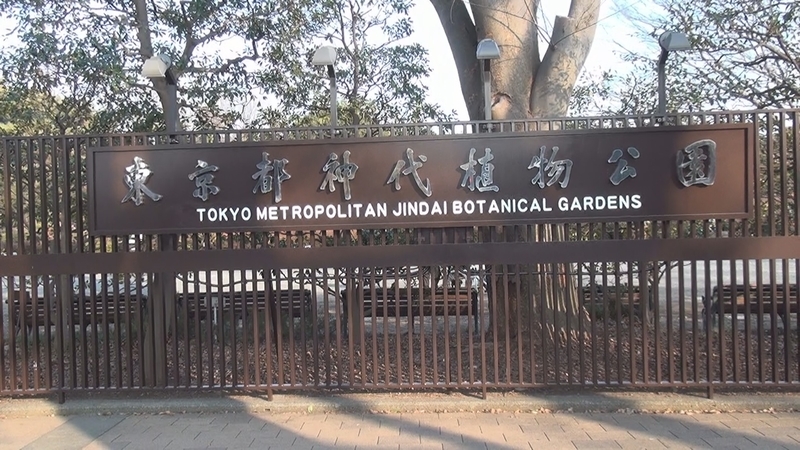 東京都神代植物公園
TOKYO METROPOLITAN JINDAI BOTANICAL GARDENS